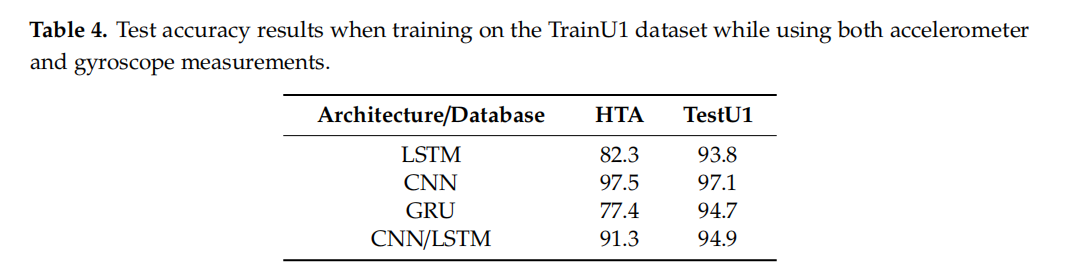 Table 4. Test accuracy results when training on the TrainU1 dataset while using both accelerometer
and gyroscope measurements.
Architecture/Database HTA TestU1
LSTM 82.3 93.8
CNN 97.5 97.1
GRU 77.4 94.7
CNN/LSTM 91.3 94.9